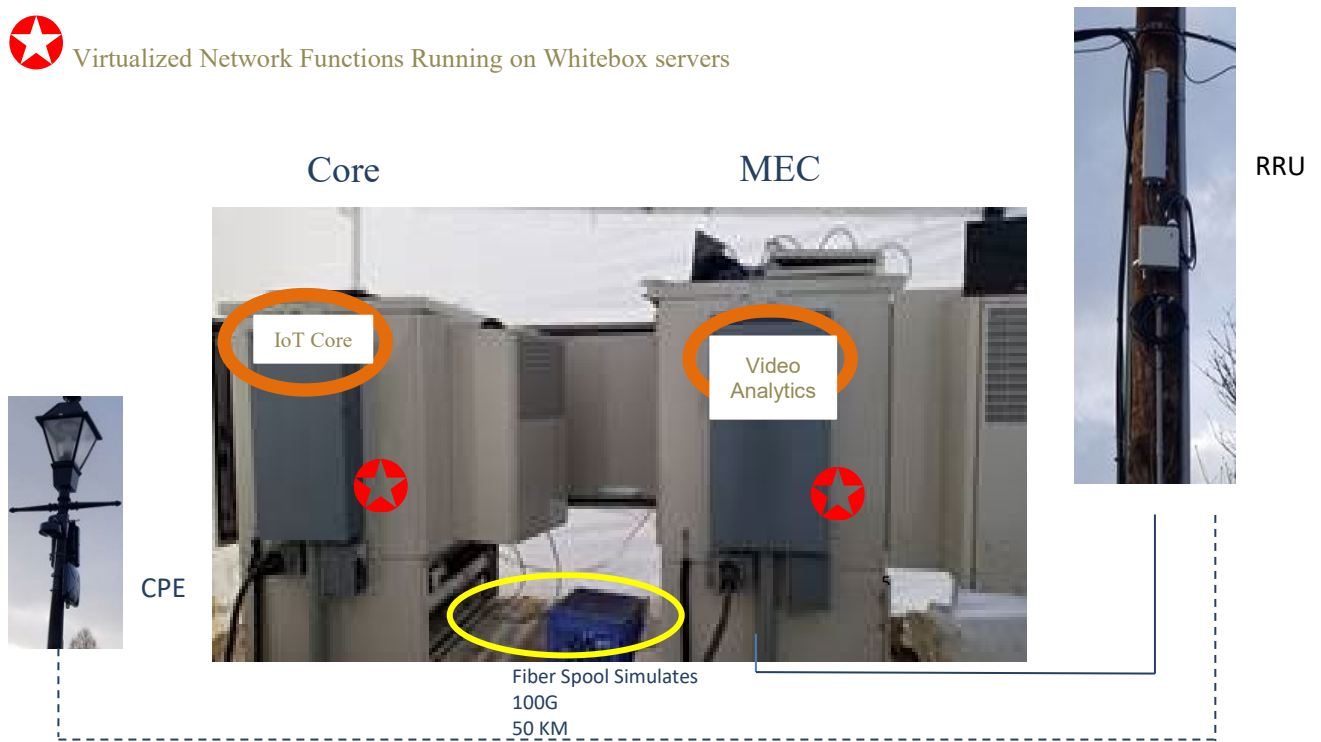 Virtualized Network Functions Running on Whitebox servers
Core
MEC
RRU
IoT Core
Video
Analytics
CPE
Fiber Spool Simulates
100G
50 KM